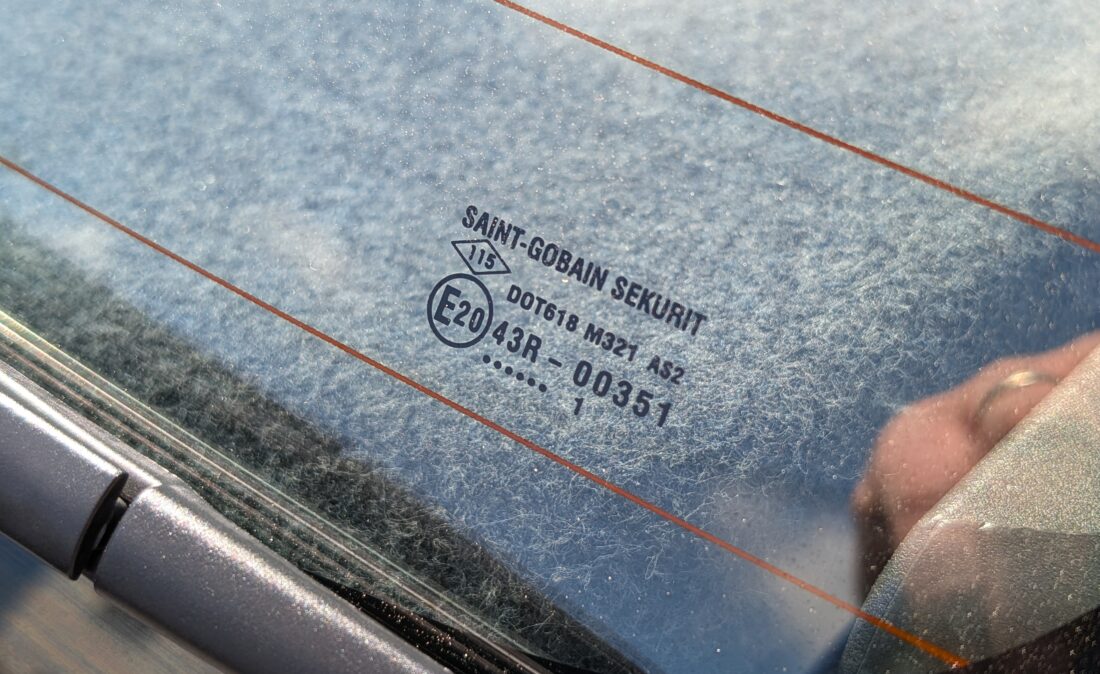 SAINT-GOBAIN SEKURIT
115
DOT618 M321 AS2
E20 43R - 00351
...... 1